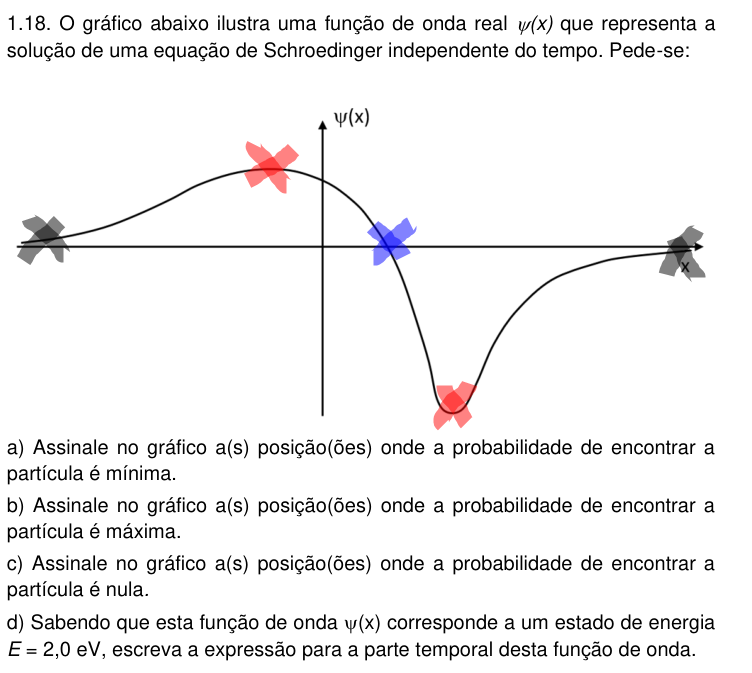 1.18. O gráfico abaixo ilustra uma função de onda real ψ(x) que representa a
solução de uma equação de Schroedinger independente do tempo. Pede-se:
ψ(x)
x
a) Assinale no gráfico a(s) posição(ões) onde a probabilidade de encontrar a
partícula é mínima.
b) Assinale no gráfico a(s) posição(ões) onde a probabilidade de encontrar a
partícula é máxima.
c) Assinale no gráfico a(s) posição(ões) onde a probabilidade de encontrar a
partícula é nula.
d) Sabendo que esta função de onda ψ(x) corresponde a um estado de energia
E = 2,0 eV, escreva a expressão para a parte temporal desta função de onda.